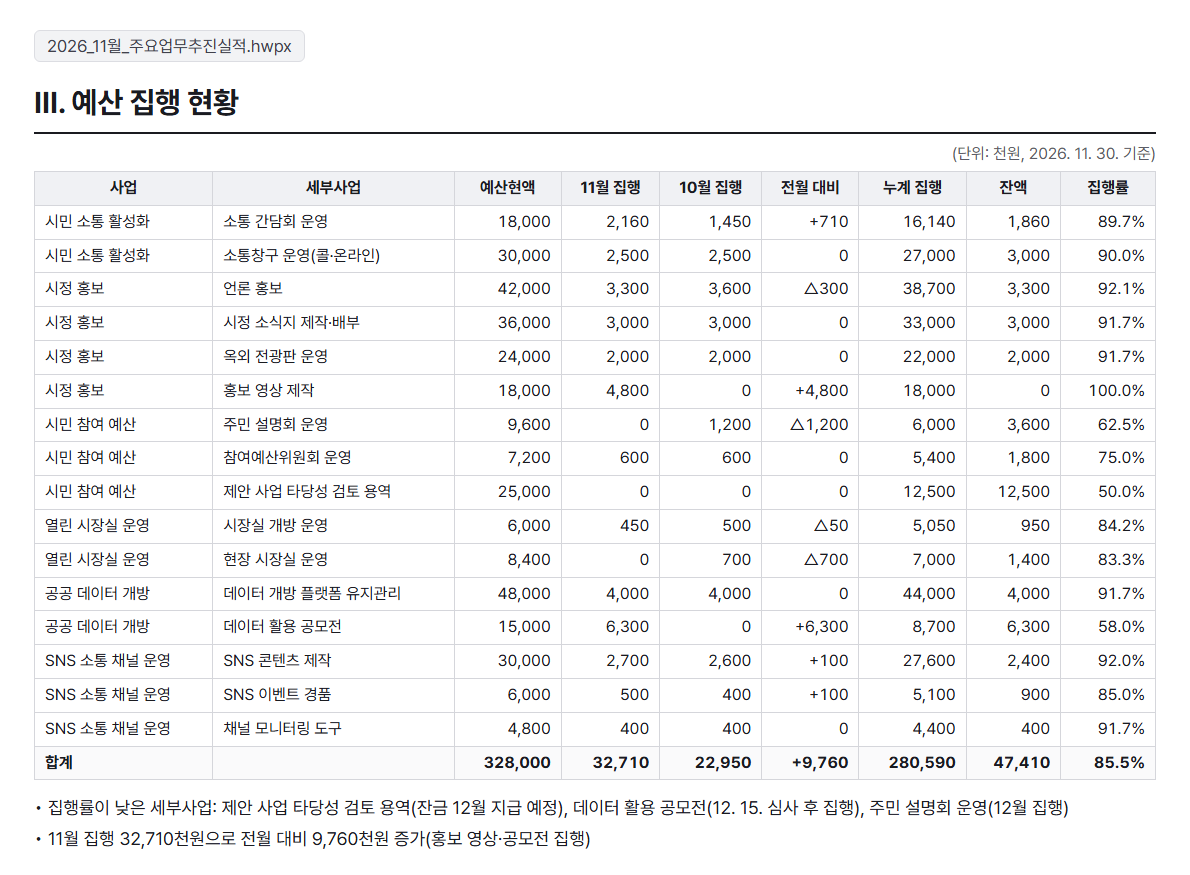 2026_11월_주요업무추진실적.hwpx
III. 예산 집행 현황
(단위: 천원, 2026. 11. 30. 기준)
사업 세부사업 예산현액 11월 집행 10월 집행 전월 대비 누계 집행 잔액 집행률
시민 소통 활성화 소통 간담회 운영 18,000 2,160 1,450 +710 16,140 1,860 89.7%
시민 소통 활성화 소통창구 운영(콜·온라인) 30,000 2,500 2,500 0 27,000 3,000 90.0%
시정 홍보 언론 홍보 42,000 3,300 3,600 △300 38,700 3,300 92.1%
시정 홍보 시정 소식지 제작·배부 36,000 3,000 3,000 0 33,000 3,000 91.7%
시정 홍보 옥외 전광판 운영 24,000 2,000 2,000 0 22,000 2,000 91.7%
시정 홍보 홍보 영상 제작 18,000 4,800 0 +4,800 18,000 0 100.0%
시민 참여 예산 주민 설명회 운영 9,600 0 1,200 △1,200 6,000 3,600 62.5%
시민 참여 예산 참여예산위원회 운영 7,200 600 600 0 5,400 1,800 75.0%
시민 참여 예산 제안 사업 타당성 검토 용역 25,000 0 0 0 12,500 12,500 50.0%
열린 시장실 운영 시장실 개방 운영 6,000 450 500 △50 5,050 950 84.2%
열린 시장실 운영 현장 시장실 운영 8,400 0 700 △700 7,000 1,400 83.3%
공공 데이터 개방 데이터 개방 플랫폼 유지관리 48,000 4,000 4,000 0 44,000 4,000 91.7%
공공 데이터 개방 데이터 활용 공모전 15,000 6,300 0 +6,300 8,700 6,300 58.0%
SNS 소통 채널 운영 SNS 콘텐츠 제작 30,000 2,700 2,600 +100 27,600 2,400 92.0%
SNS 소통 채널 운영 SNS 이벤트 경품 6,000 500 400 +100 5,100 900 85.0%
SNS 소통 채널 운영 채널 모니터링 도구 4,800 400 400 0 4,400 400 91.7%
합계 328,000 32,710 22,950 +9,760 280,590 47,410 85.5%
• 집행률이 낮은 세부사업: 제안 사업 타당성 검토 용역(잔금 12월 지급 예정), 데이터 활용 공모전(12. 15. 심사 후 집행), 주민 설명회 운영(12월 집행)
• 11월 집행 32,710천원으로 전월 대비 9,760천원 증가(홍보 영상·공모전 집행)